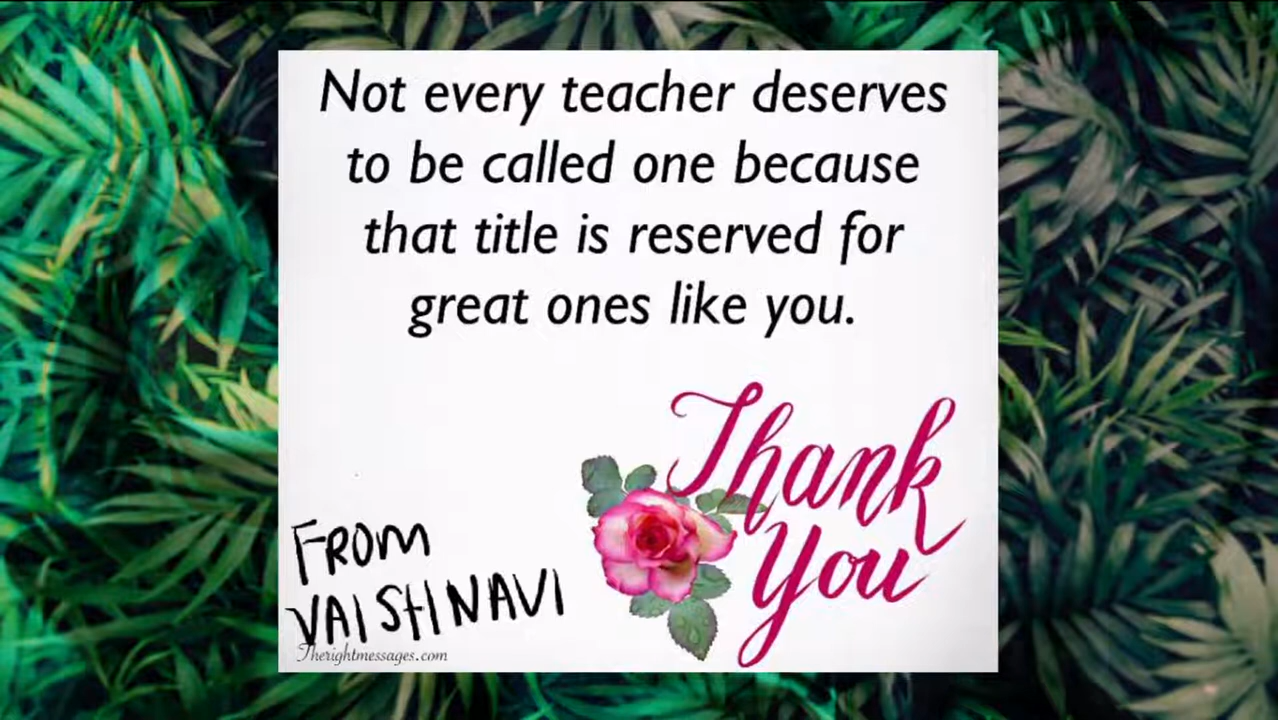 Not every teacher deserves
to be called one because
that title is reserved for
great ones like you.
Thank
You
FROM
VAISHNAVI
Therightmessages.com